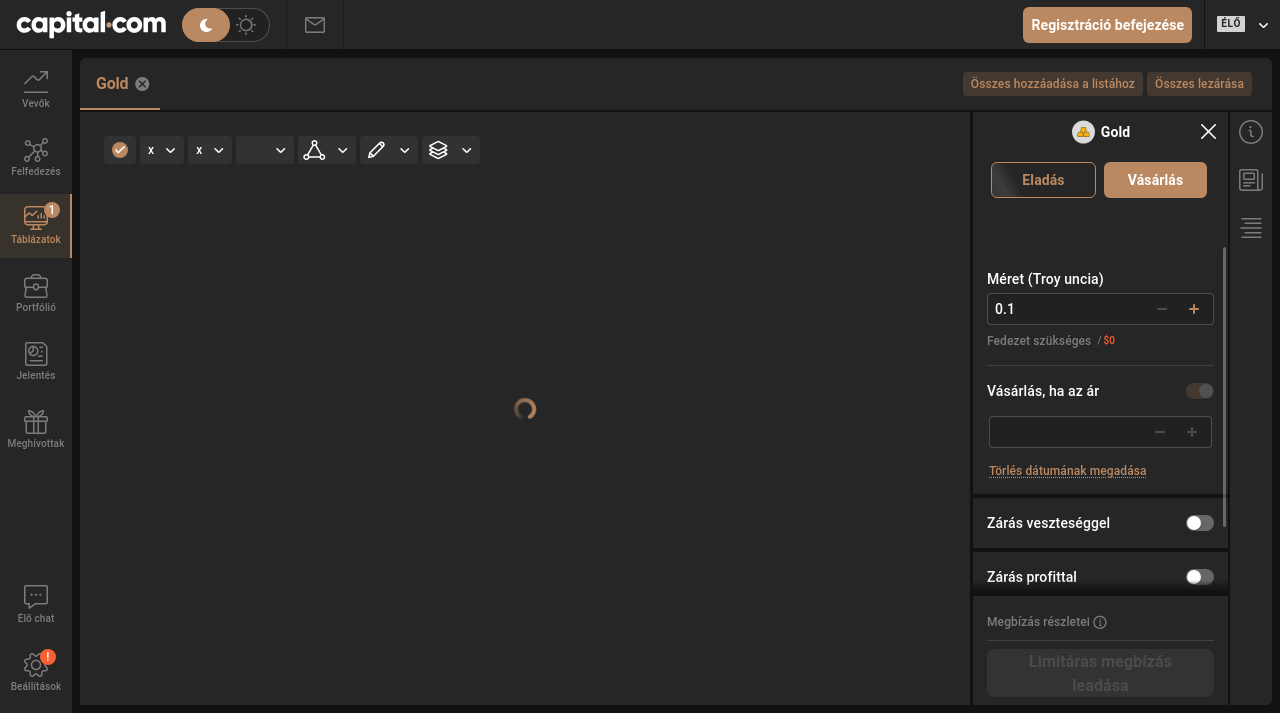 capital.com
Regisztráció befejezése
ÉLŐ
Vevők
Felfedezés
1
Táblázatok
Portfólió
Jelentés
Meghívottak
Élő chat
!
Beállítások
Gold
Összes hozzáadása a listához
Összes lezárása
x
x
Gold
Eladás
Vásárlás
Méret (Troy uncia)
0.1
Fedezet szükséges / $0
Vásárlás, ha az ár
Törlés dátumának megadása
Zárás veszteséggel
Zárás profittal
Megbízás részletei
Limitáras megbízás
leadása